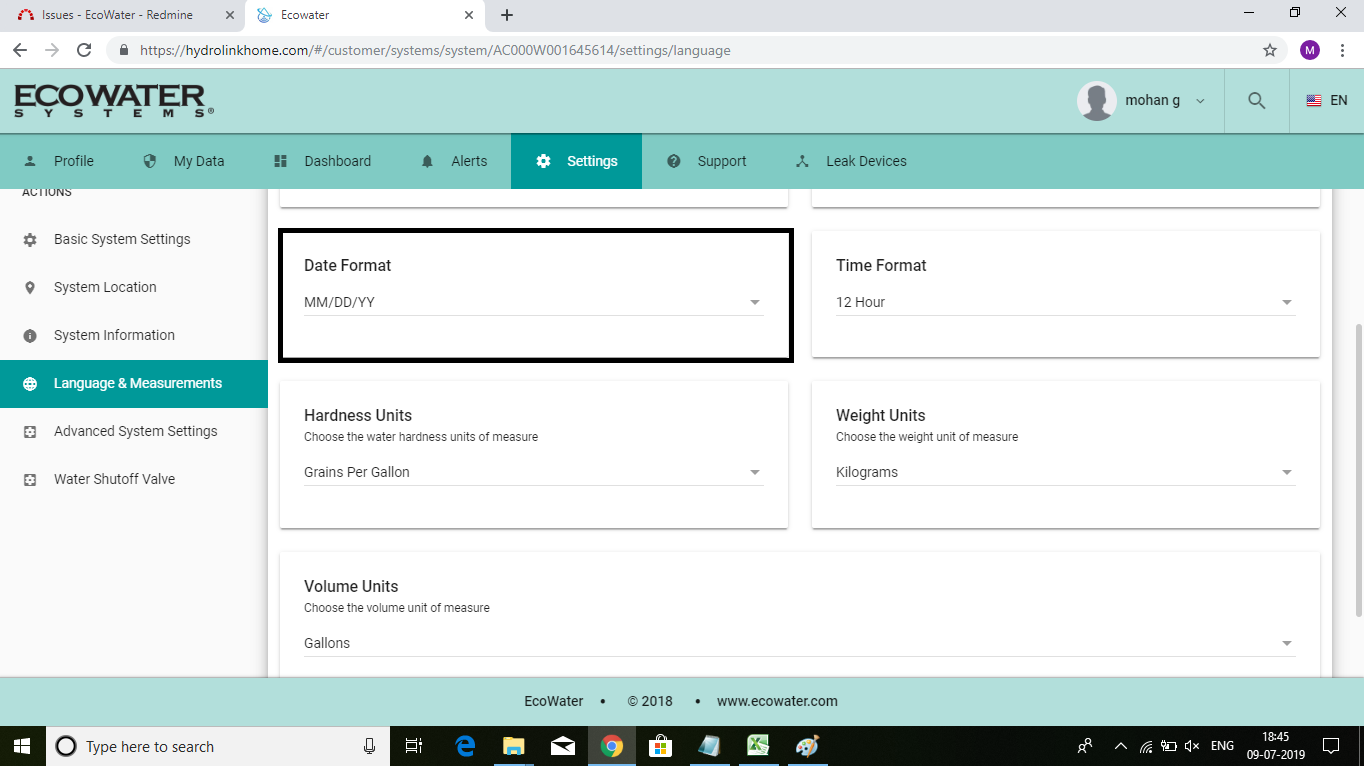 Issues - EcoWater - Redmine
Ecowater
https://hydrolinkhome.com/#/customer/systems/system/AC000W001645614/settings/language
M
ECOWATER
SYSTEMS®
mohan g
EN
Profile
My Data
Dashboard
Alerts
Settings
Support
Leak Devices
ACTIONS
Basic System Settings
System Location
System Information
Language & Measurements
Advanced System Settings
Water Shutoff Valve
Date Format
MM/DD/YY
Time Format
12 Hour
Hardness Units
Choose the water hardness units of measure
Grains Per Gallon
Weight Units
Choose the weight unit of measure
Kilograms
Volume Units
Choose the volume unit of measure
Gallons
EcoWater • © 2018 • www.ecowater.com
Type here to search
ENG
18:45
09-07-2019